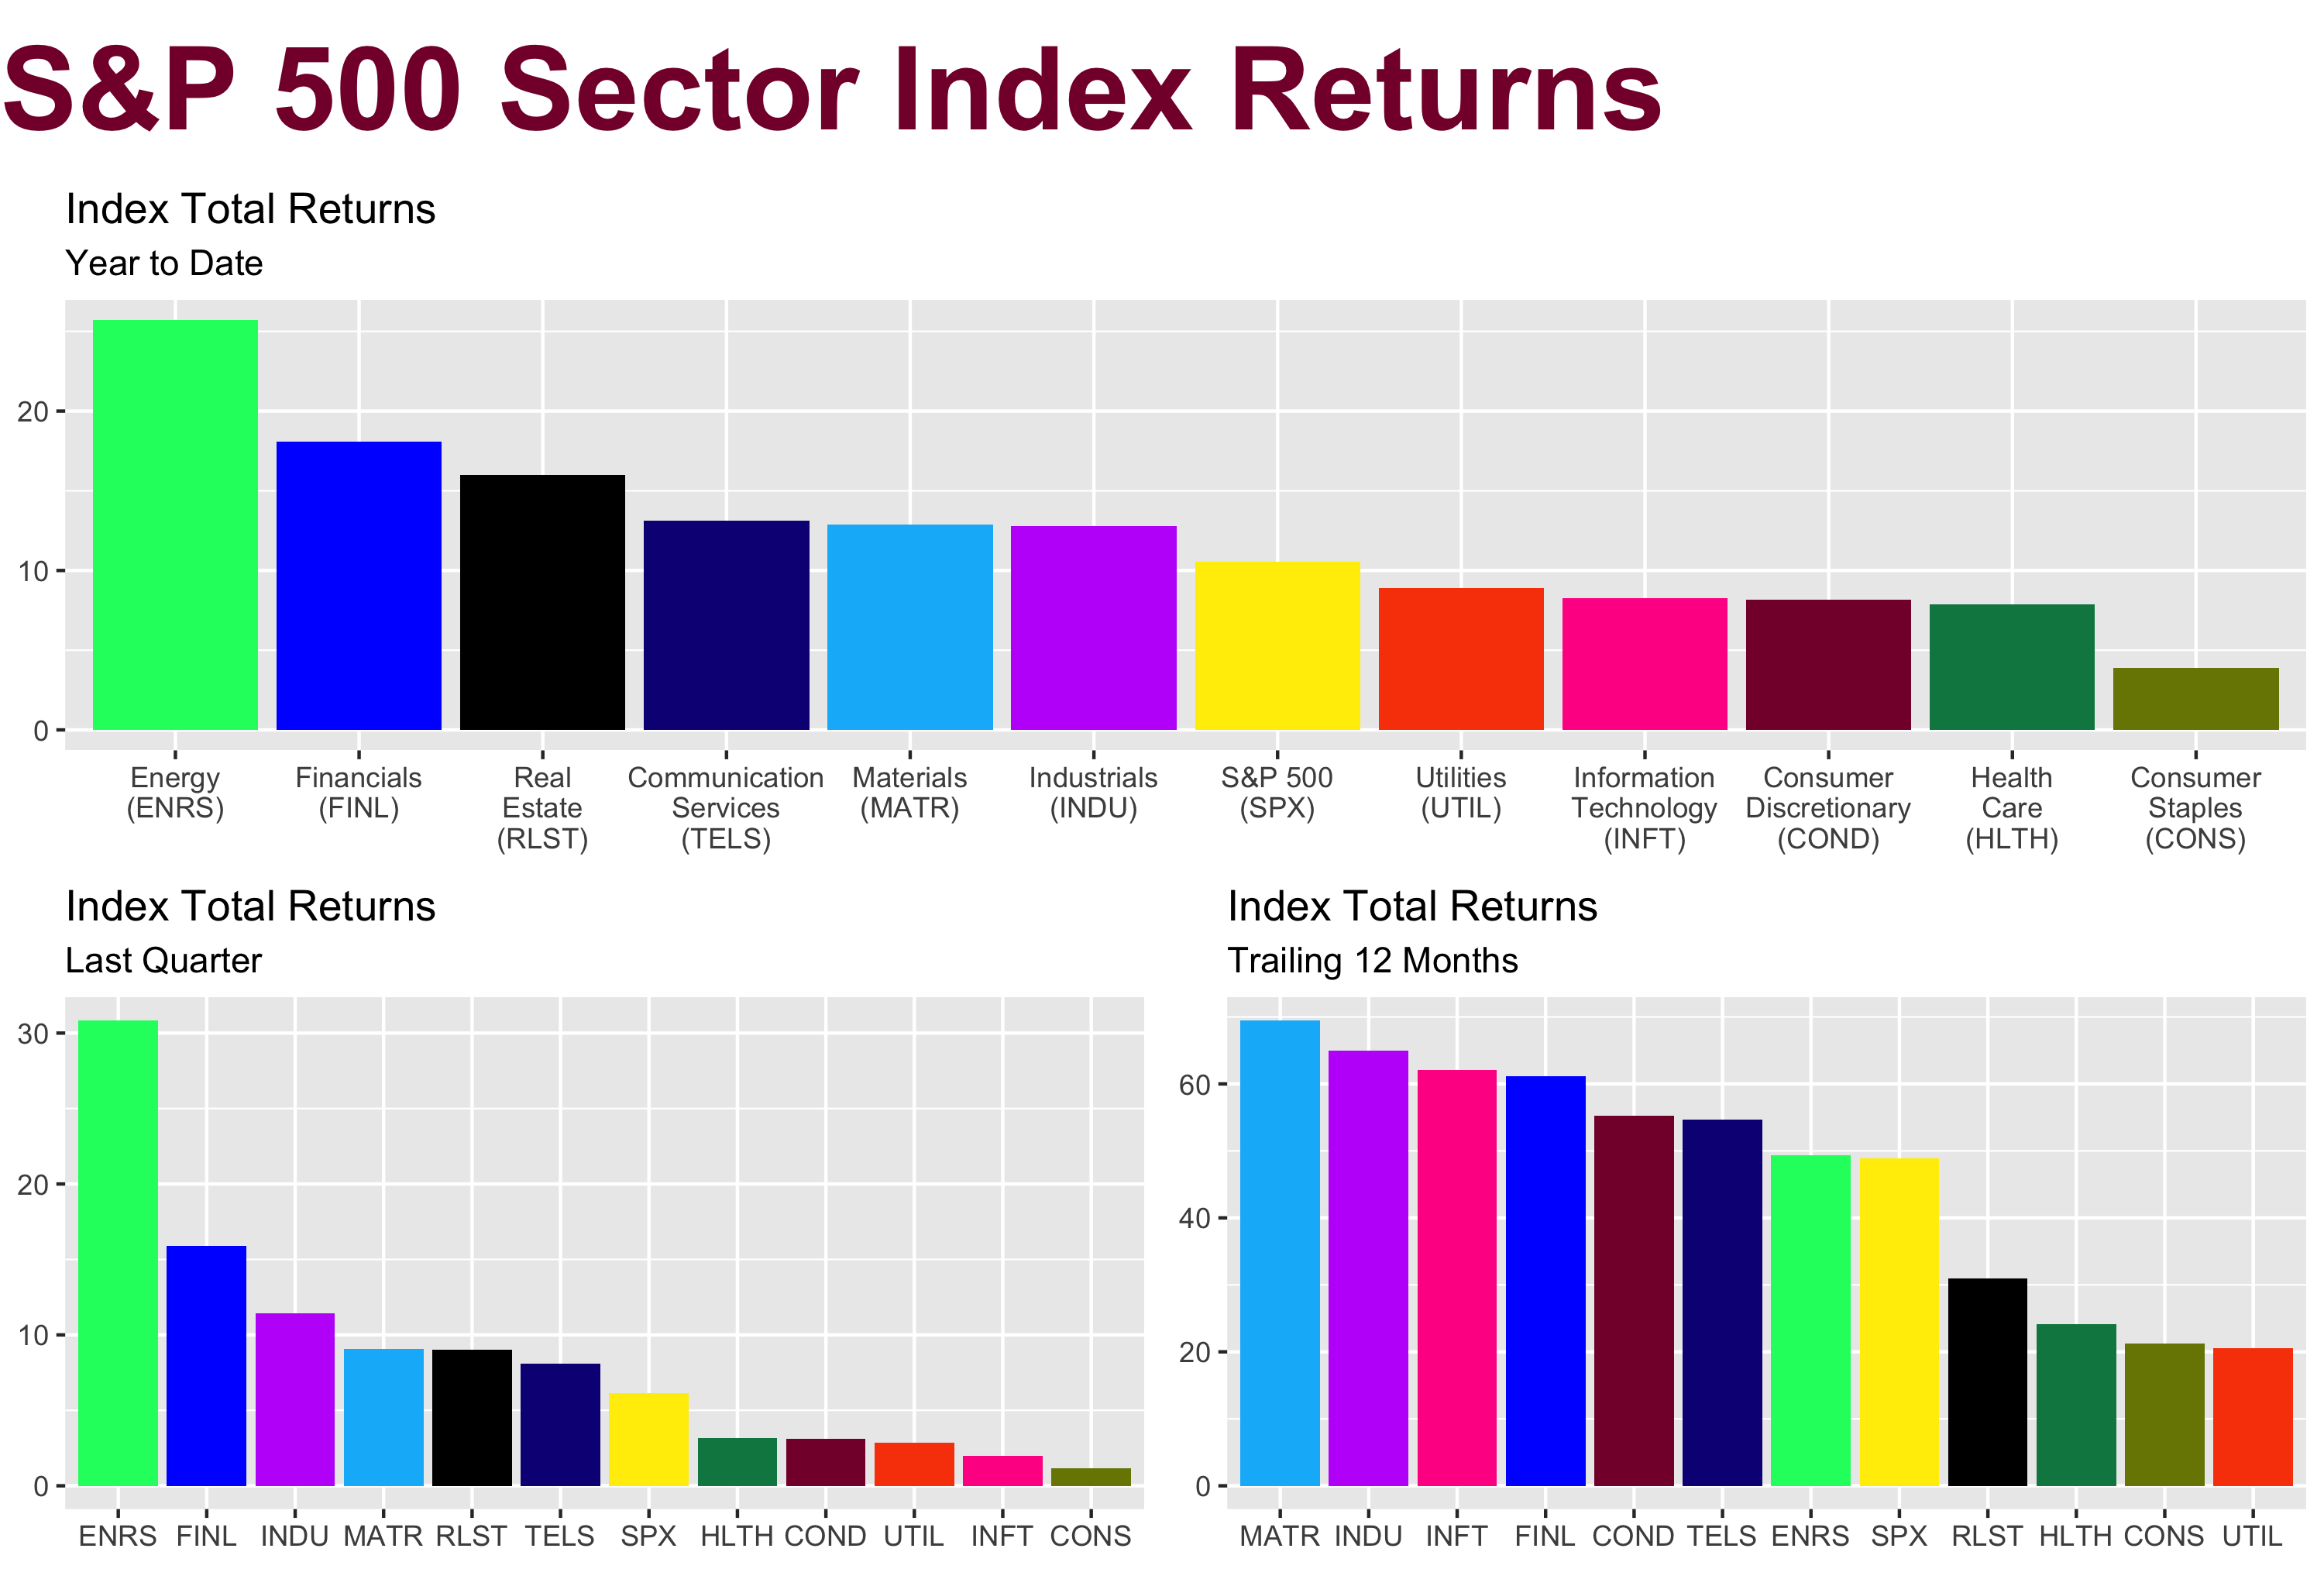 S&P 500 Sector Index Returns
Index Total Returns
Year to Date
20
10
0
Energy (ENRS)
Financials (FINL)
Real Estate (RLST)
Communication Services (TELS)
Materials (MATR)
Industrials (INDU)
S&P 500 (SPX)
Utilities (UTIL)
Information Technology (INFT)
Consumer Discretionary (COND)
Health Care (HLTH)
Consumer Staples (CONS)
Index Total Returns
Last Quarter
30
20
10
0
ENRS FINL INDU MATR RLST TELS SPX HLTH COND UTIL INFT CONS
Index Total Returns
Trailing 12 Months
60
40
20
0
MATR INDU INFT FINL COND TELS ENRS SPX RLST HLTH CONS UTIL